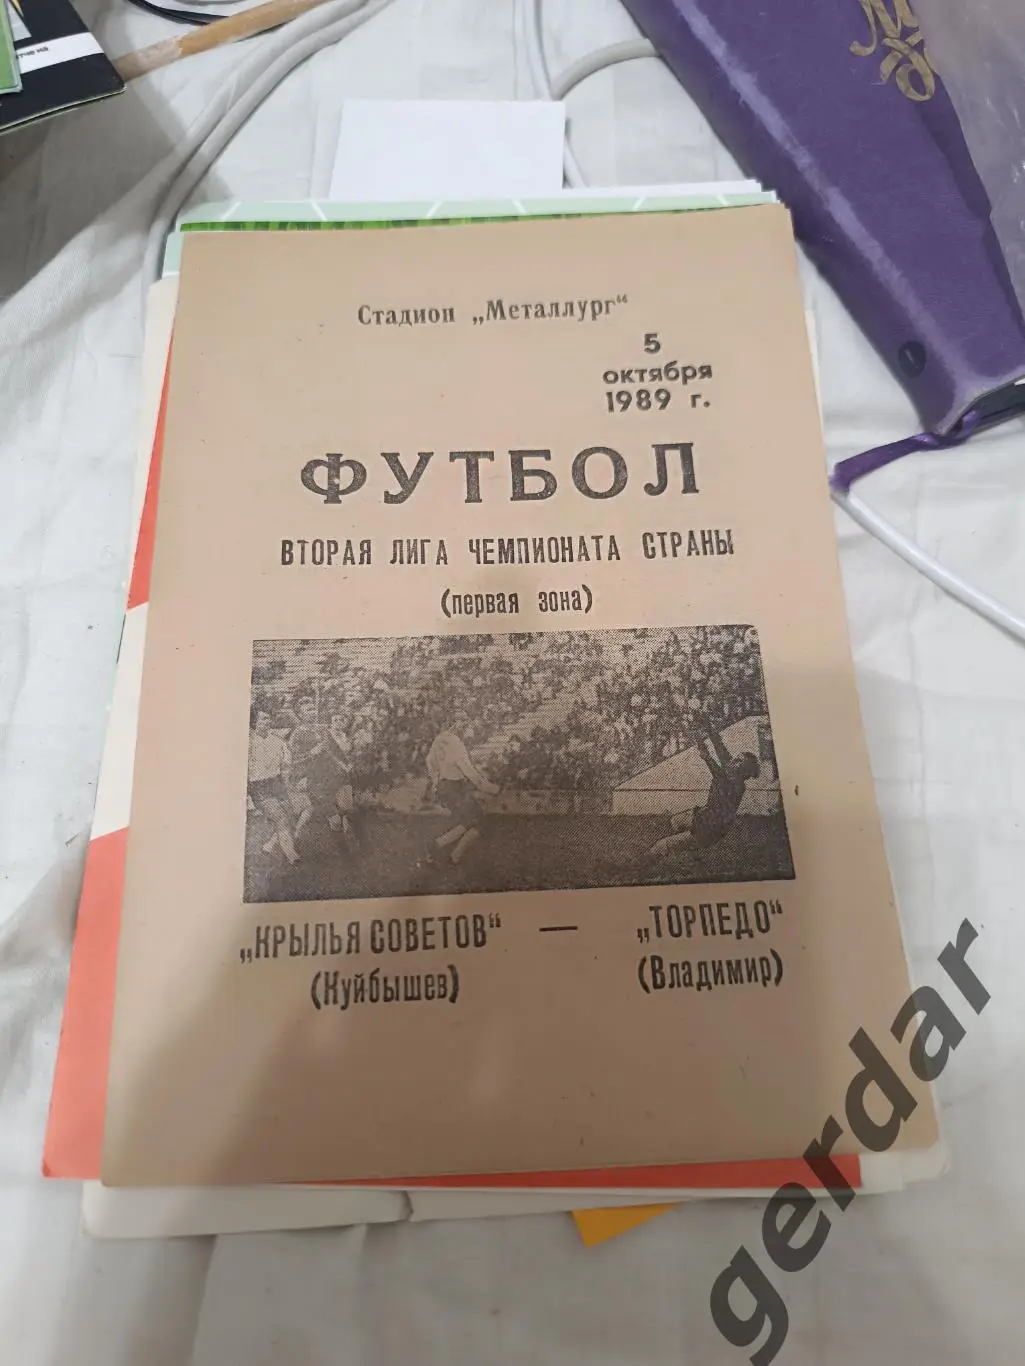 Стадион „Металлург“
5
октября
1989 г.
ФУТБОЛ
ВТОРАЯ ЛИГА ЧЕМПИОНАТА СТРАНЫ
(первая зона)
„КРЫЛЬЯ СОВЕТОВ“ — „ТОРПЕДО“
(Куйбышев) (Владимир)
gerdar